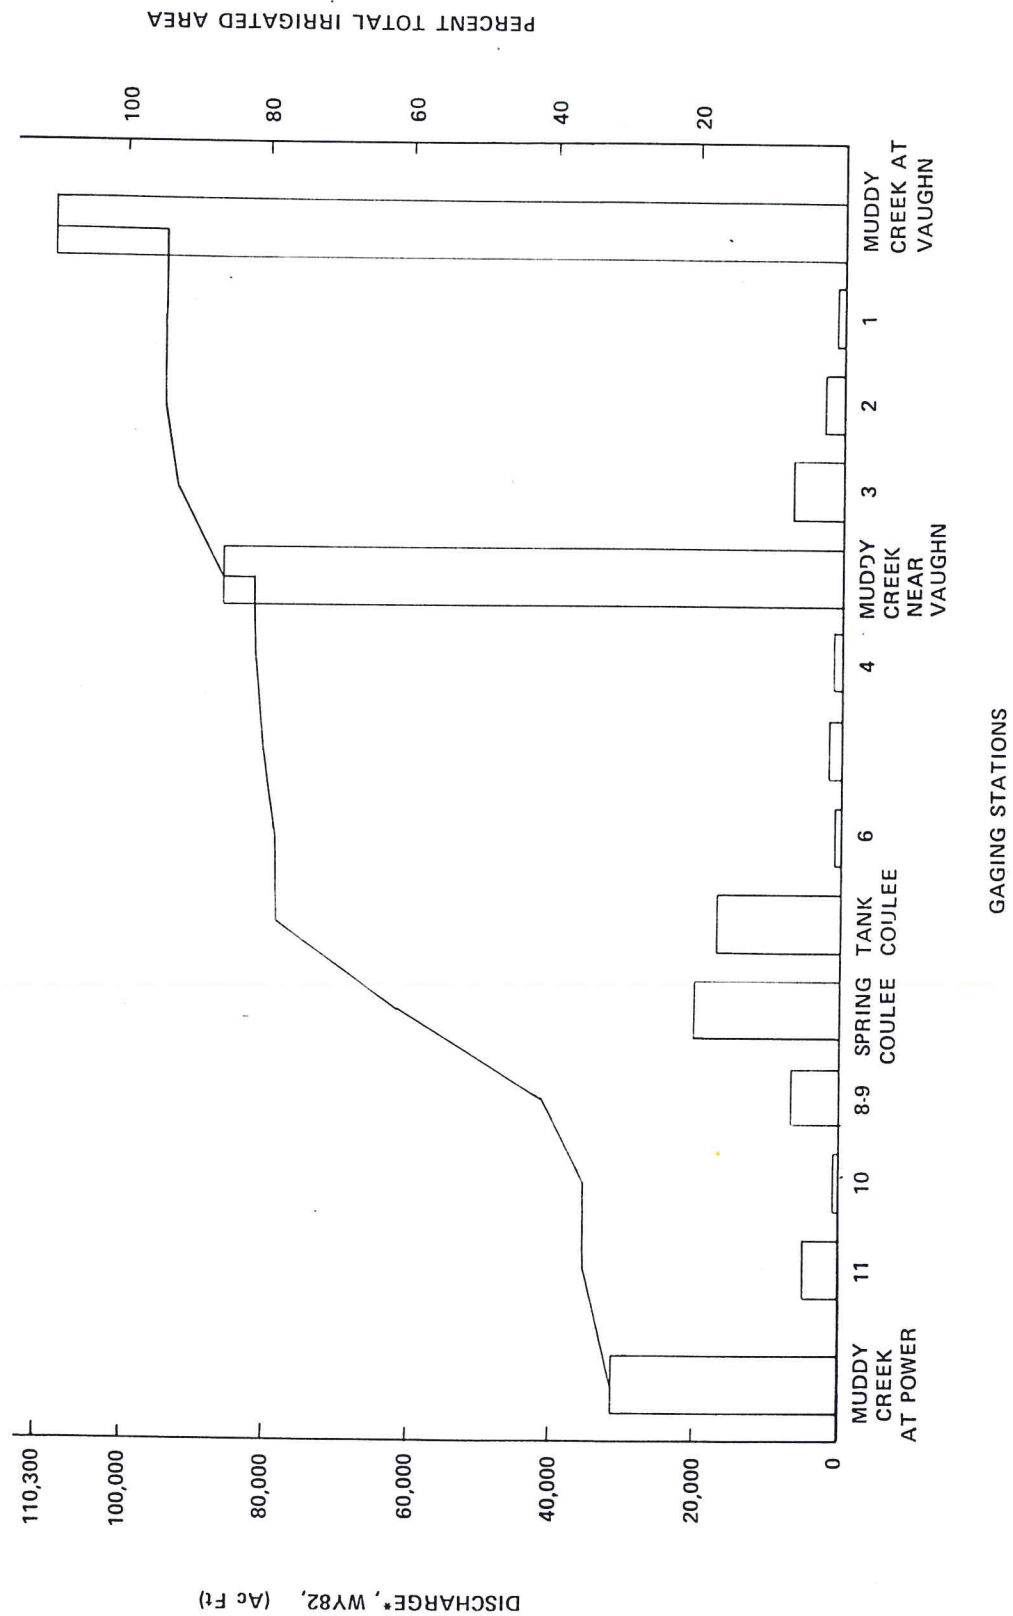 DISCHARGE*, WY82, (Ac Ft)
110,300
100,000
80,000
60,000
40,000
20,000
0
PERCENT TOTAL IRRIGATED AREA
100
80
60
40
20
MUDDY
CREEK
AT POWER
11
10
8-9
SPRING
COULEE
TANK
COULEE
6
4
MUDDY
CREEK
NEAR
VAUGHN
3
2
1
MUDDY
CREEK AT
VAUGHN
GAGING STATIONS